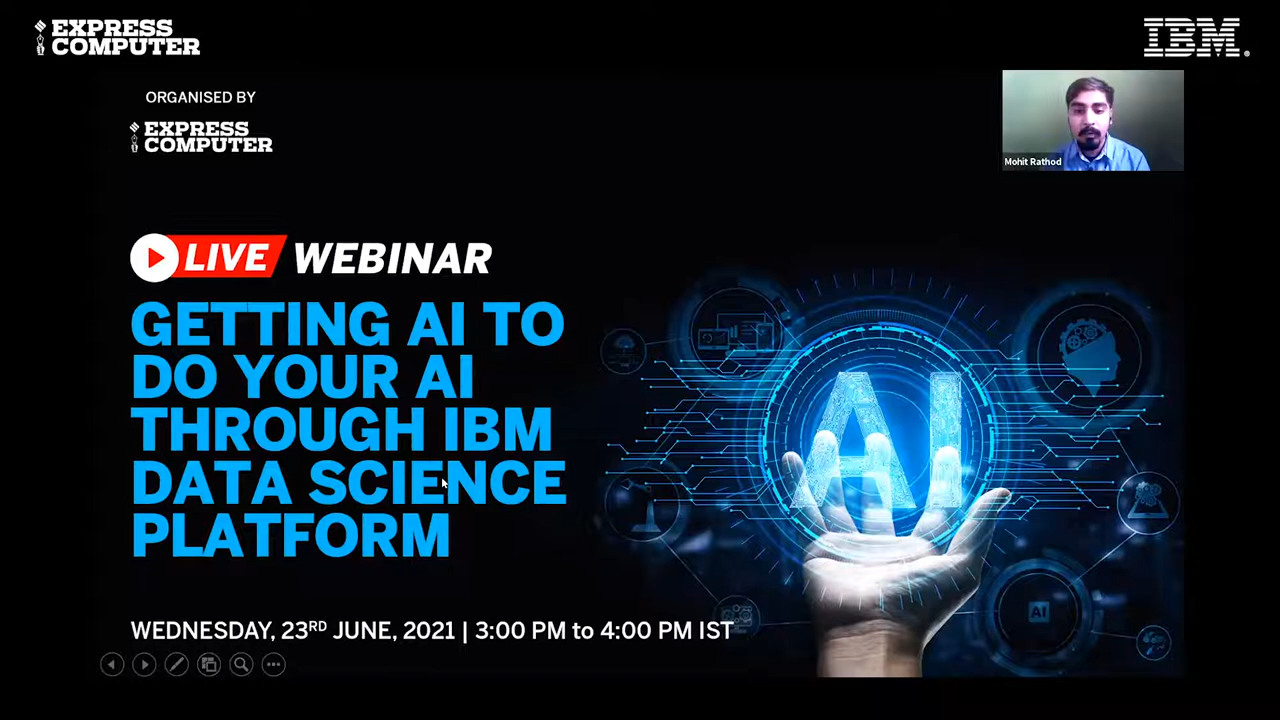 EXPRESS
COMPUTER
IBM
ORGANISED BY
EXPRESS
COMPUTER
Mohit Rathod
LIVE WEBINAR
GETTING AI TO
DO YOUR AI
THROUGH IBM
DATA SCIENCE
PLATFORM
AI
AI
WEDNESDAY, 23RD JUNE, 2021 | 3:00 PM to 4:00 PM IST